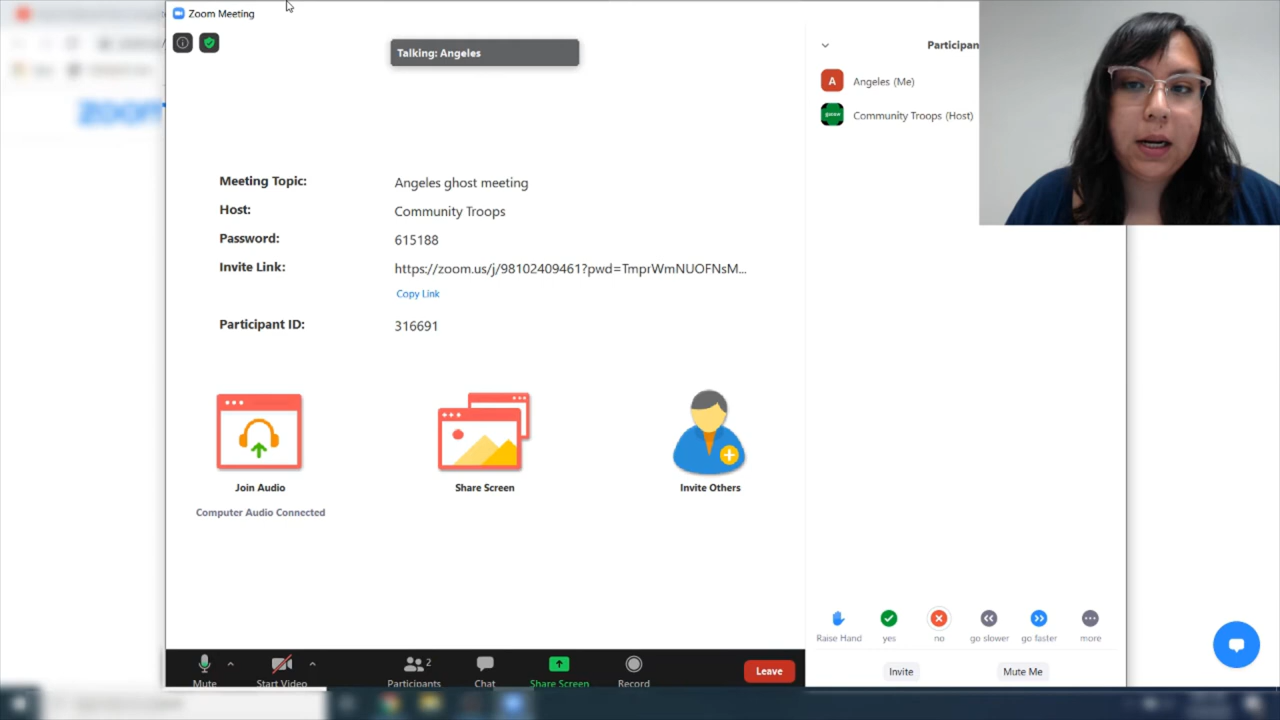 Zoom Meeting
Talking: Angeles
Participan
A Angeles (Me)
Community Troops (Host)
Meeting Topic: Angeles ghost meeting
Host: Community Troops
Password: 615188
Invite Link: https://zoom.us/j/98102409461?pwd=TmprWmNUOFNsM...
Copy Link
Participant ID: 316691
Join Audio Share Screen Invite Others
Computer Audio Connected
Raise Hand yes no go slower go faster more
Invite Mute Me
2
Mute Start Video Participants Chat Share Screen Record Leave
zoom